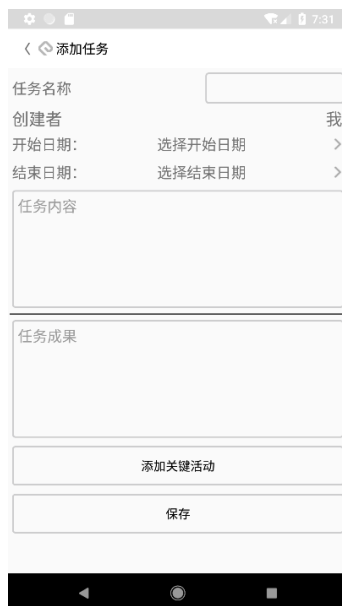 7:31
添加任务
任务名称
创建者 我
开始日期： 选择开始日期
结束日期： 选择结束日期
任务内容
任务成果
添加关键活动
保存